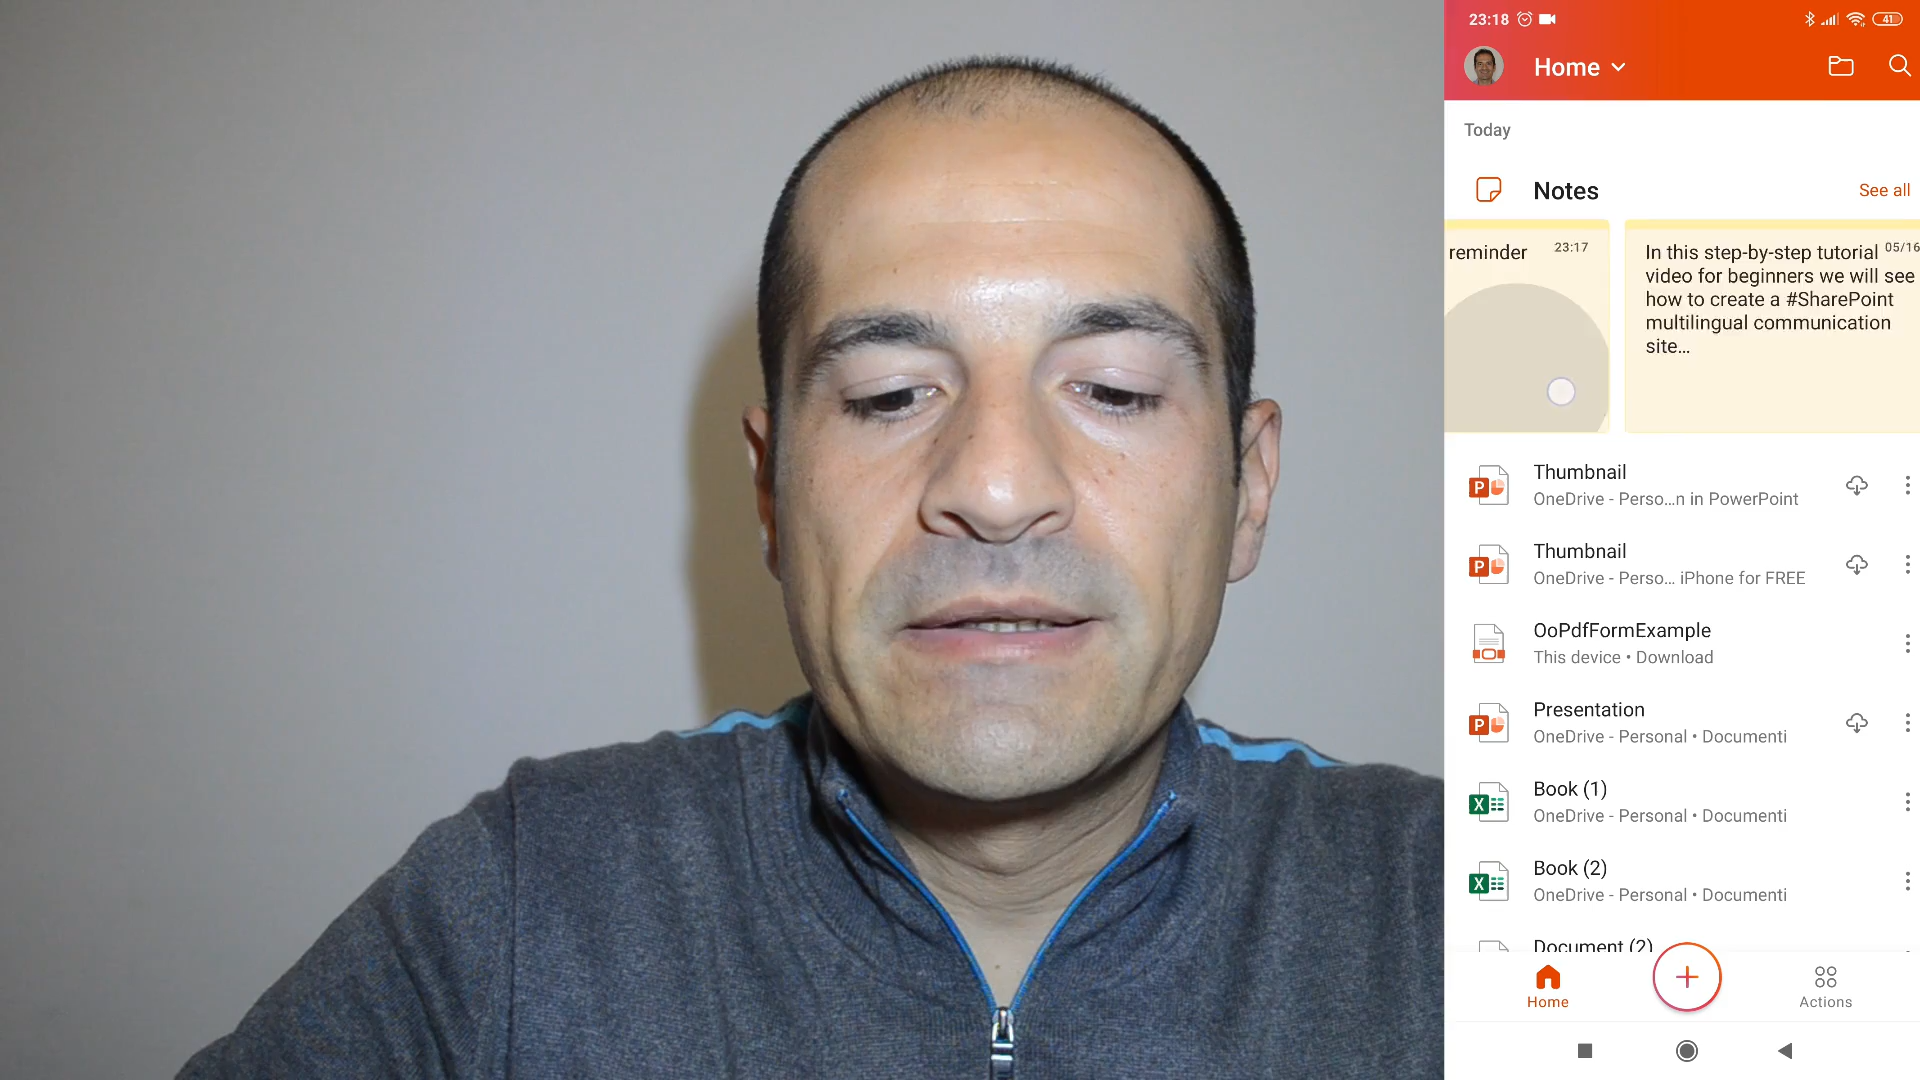 23:18
41
Home
Today
Notes
See all
reminder
23:17
In this step-by-step tutorial
05/16
video for beginners we will see
how to create a #SharePoint
multilingual communication
site...
Thumbnail
OneDrive - Perso...n in PowerPoint
Thumbnail
OneDrive - Perso... iPhone for FREE
OoPdfFormExample
This device • Download
Presentation
OneDrive - Personal • Documenti
Book (1)
OneDrive - Personal • Documenti
Book (2)
OneDrive - Personal • Documenti
Document (2)
Home
Actions